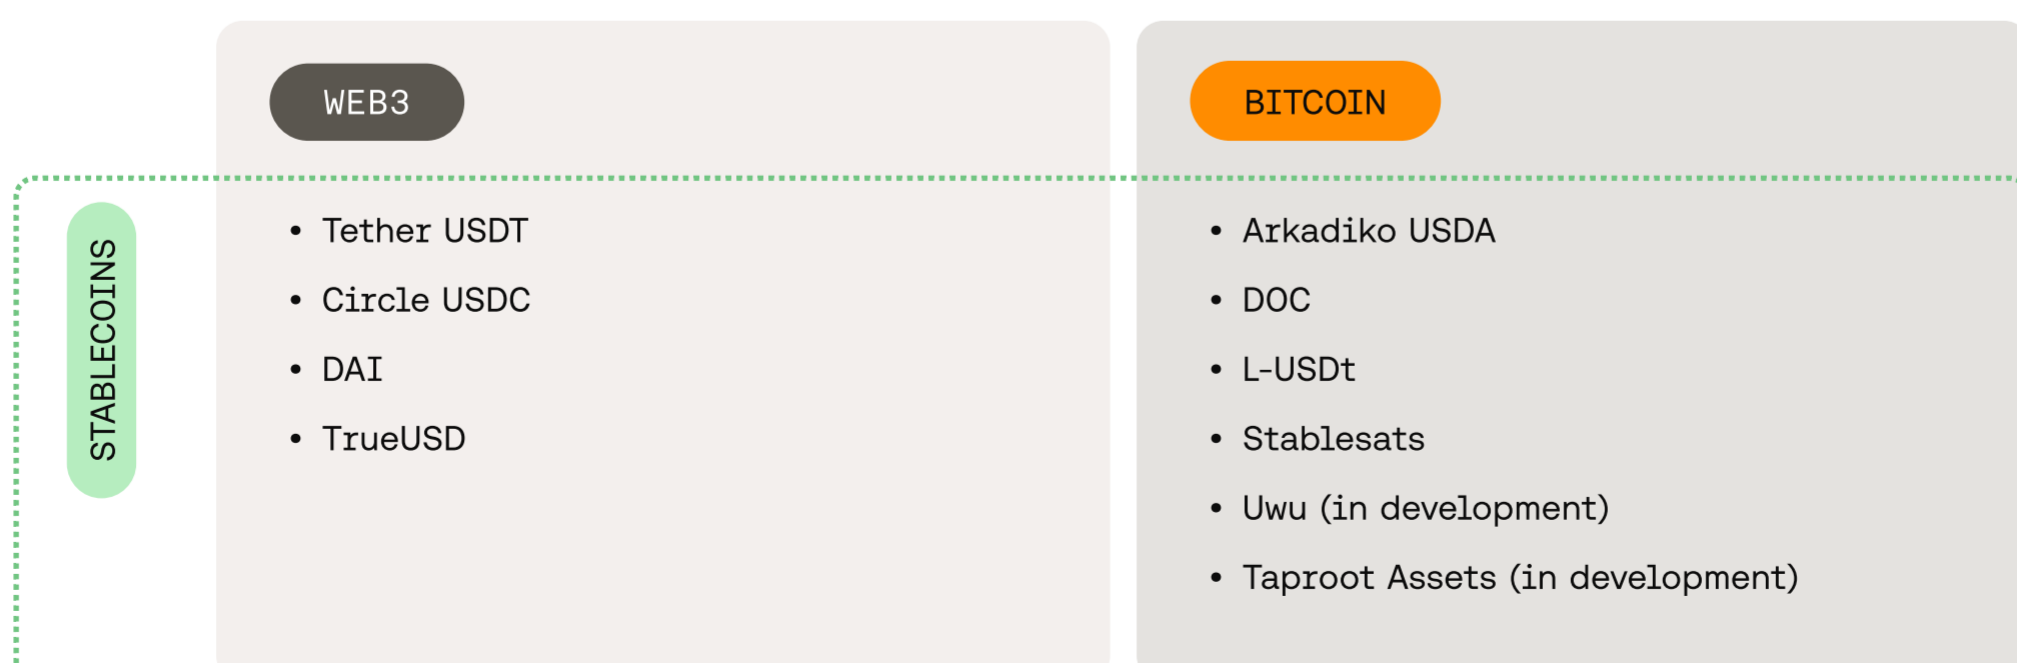 WEB3
BITCOIN
STABLECOINS
• Tether USDT
• Circle USDC
• DAI
• TrueUSD
• Arkadiko USDA
• DOC
• L-USDt
• Stablesats
• Uwu (in development)
• Taproot Assets (in development)